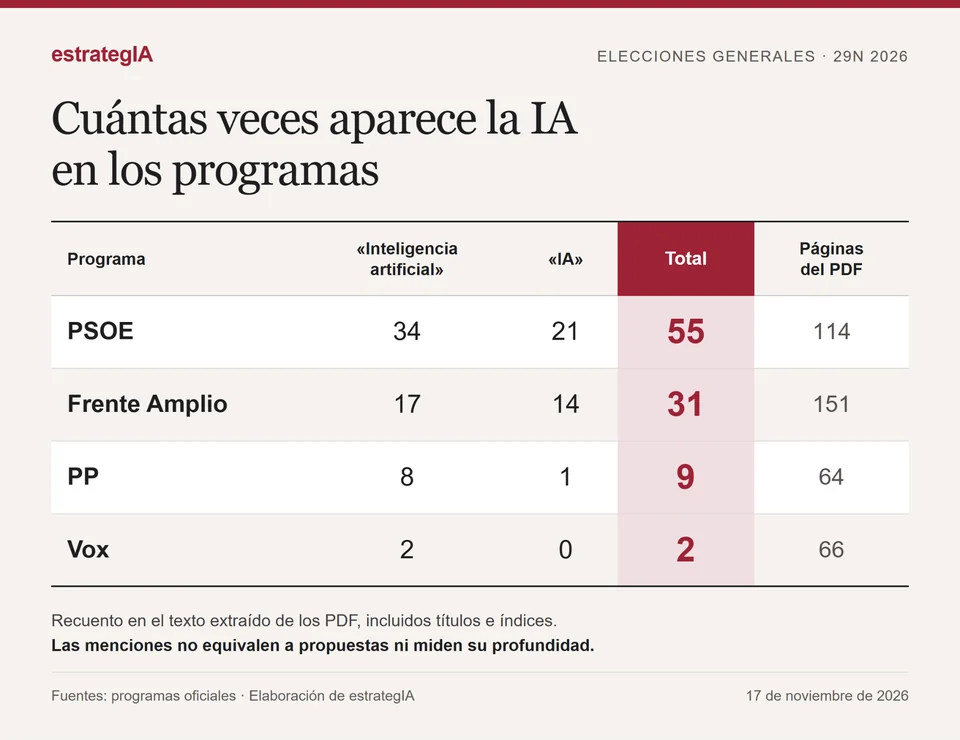 estrategIA
ELECCIONES GENERALES · 29N 2026
Cuántas veces aparece la IA
en los programas
Programa
«Inteligencia
artificial»
«IA»
Total
Páginas
del PDF
PSOE 34 21 55 114
Frente Amplio 17 14 31 151
PP 8 1 9 64
Vox 2 0 2 66
Recuento en el texto extraído de los PDF, incluidos títulos e índices.
Las menciones no equivalen a propuestas ni miden su profundidad.
Fuentes: programas oficiales · Elaboración de estrategIA
17 de noviembre de 2026